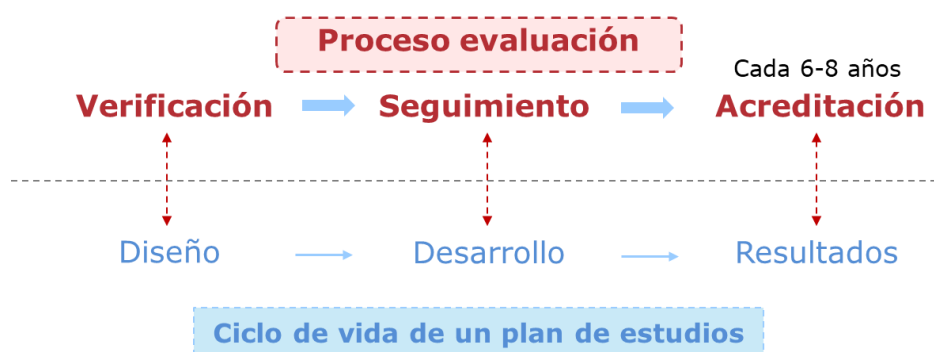 Proceso evaluación
Cada 6-8 años
Verificación
Seguimiento
Acreditación
Diseño
Desarrollo
Resultados
Ciclo de vida de un plan de estudios